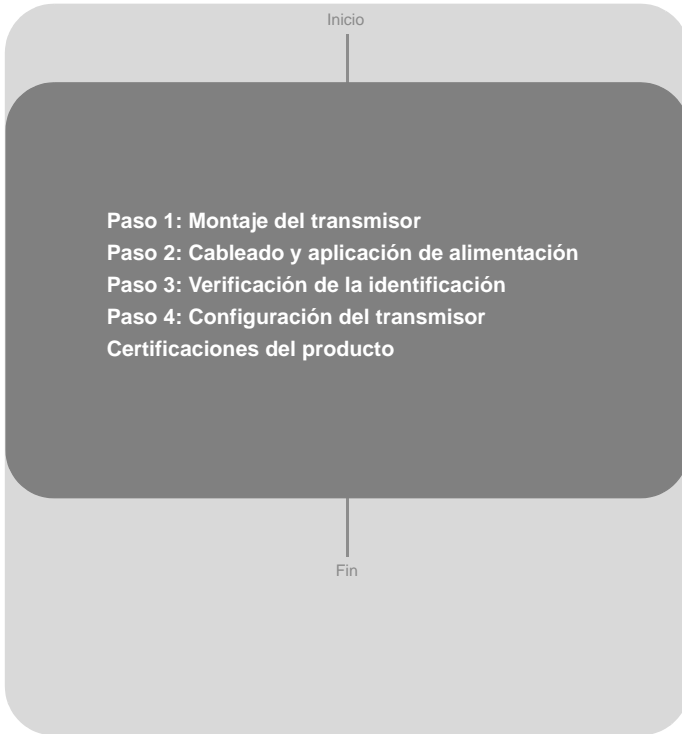 Inicio
Paso 1: Montaje del transmisor
Paso 2: Cableado y aplicación de alimentación
Paso 3: Verificación de la identificación
Paso 4: Configuración del transmisor
Certificaciones del producto
Fin